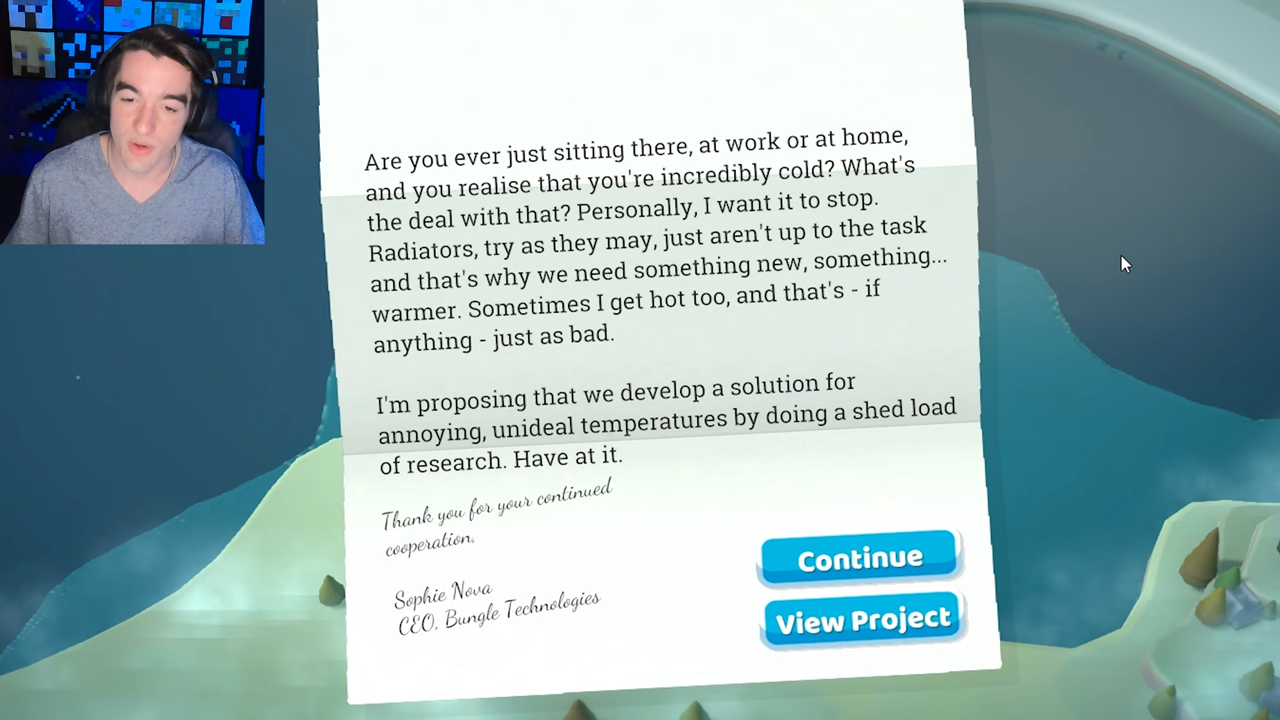 Are you ever just sitting there, at work or at home,
and you realise that you're incredibly cold? What's
the deal with that? Personally, I want it to stop.
Radiators, try as they may, just aren't up to the task
and that's why we need something new, something...
warmer. Sometimes I get hot too, and that's - if
anything - just as bad.
I'm proposing that we develop a solution for
annoying, unideal temperatures by doing a shed load
of research. Have at it.
Thank you for your continued
cooperation,
Sophie Nova
CEO, Bungle Technologies
Continue
View Project